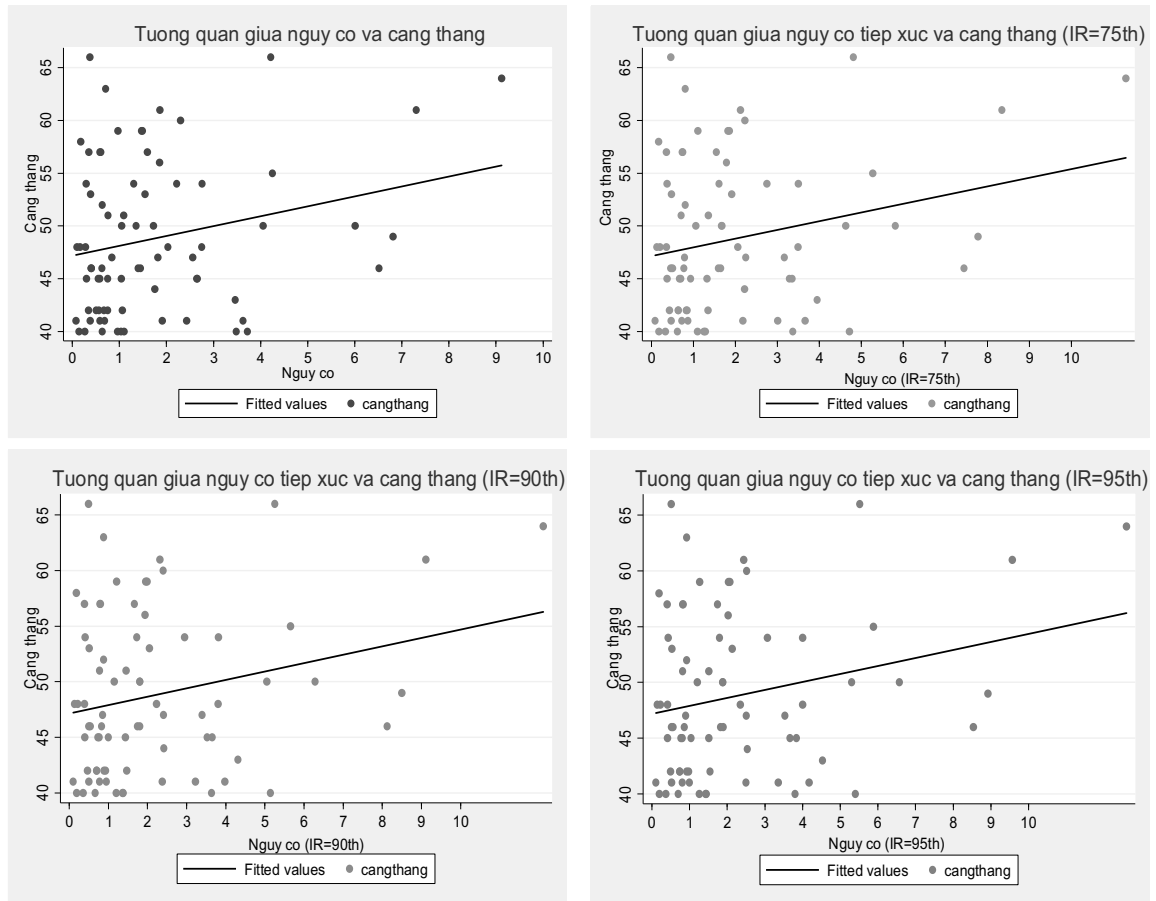 Tuong quan giua nguy co va cang thang
Cang thang
65
60
55
50
45
40
0 1 2 3 4 5 6 7 8 9 10
Nguy co
Fitted values cangthang
Tuong quan giua nguy co tiep xuc va cang thang (IR=75th)
Cang thang
65
60
55
50
45
40
0 1 2 3 4 5 6 7 8 9 10
Nguy co (IR=75th)
Fitted values cangthang
Tuong quan giua nguy co tiep xuc va cang thang (IR=90th)
Cang thang
65
60
55
50
45
40
0 1 2 3 4 5 6 7 8 9 10
Nguy co (IR=90th)
Fitted values cangthang
Tuong quan giua nguy co tiep xuc va cang thang (IR=95th)
Cang thang
65
60
55
50
45
40
0 1 2 3 4 5 6 7 8 9 10
Nguy co (IR=95th)
Fitted values cangthang